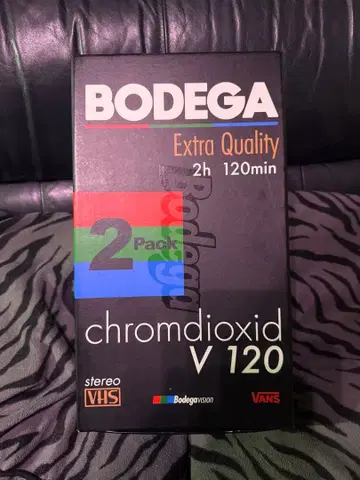 BODEGA
Extra Quality
2h 120min
2 Pack
Bodega
chromdioxid
V 120
stereo
VHS
Bodegavision
VANS